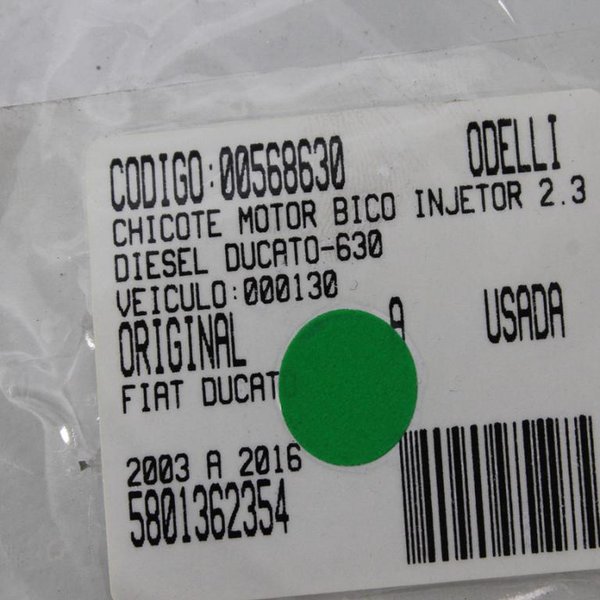 CODIGO:00568630 ODELLI
CHICOTE MOTOR BICO INJETOR 2.3
DIESEL DUCATO-630
VEICULO:000130
ORIGINAL A USADA
FIAT DUCAT
2003 A 2016
5801362354